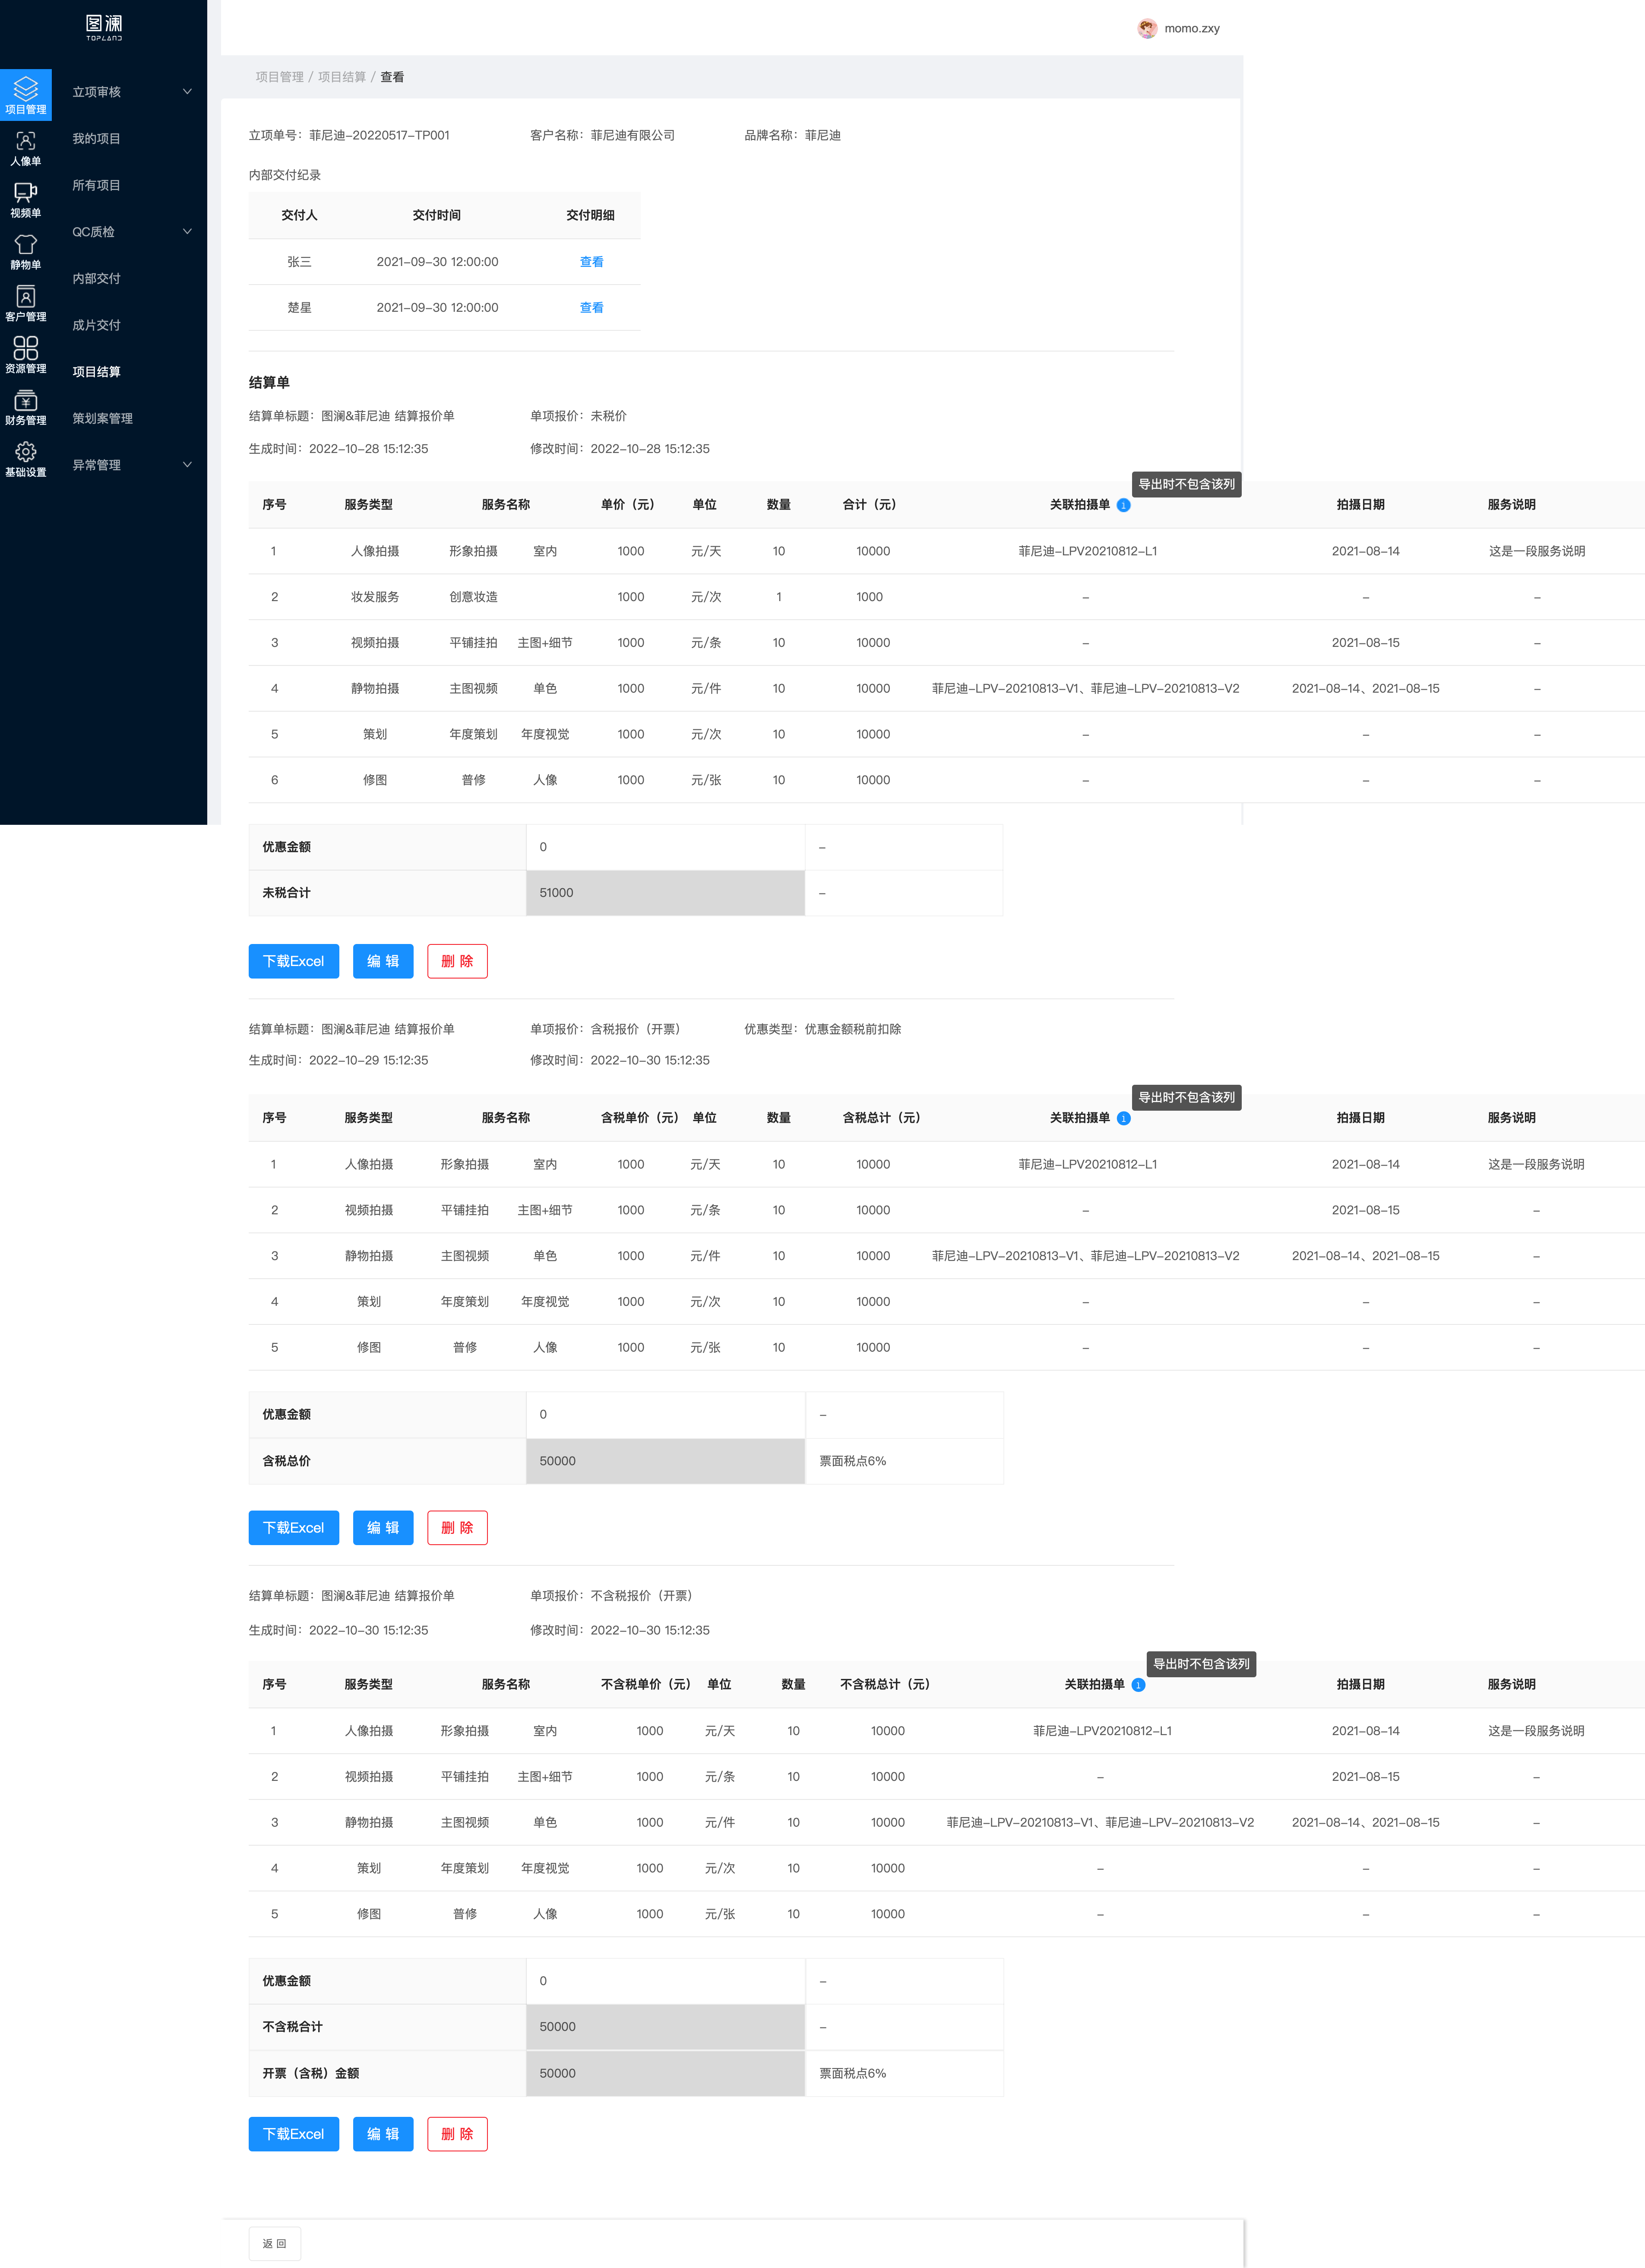 图澜
TOPLAND
momo.zxy
项目管理
人像单
视频单
静物单
客户管理
资源管理
财务管理
基础设置
立项审核
我的项目
所有项目
QC质检
内部交付
成片交付
项目结算
策划案管理
异常管理
项目管理 / 项目结算 / 查看
立项单号：菲尼迪-20220517-TP001 客户名称：菲尼迪有限公司 品牌名称：菲尼迪
内部交付纪录
交付人 交付时间 交付明细
张三 2021-09-30 12:00:00 查看
楚星 2021-09-30 12:00:00 查看
结算单
结算单标题：图澜&菲尼迪 结算报价单 单项报价：未税价
生成时间：2022-10-28 15:12:35 修改时间：2022-10-28 15:12:35
导出时不包含该列
序号 服务类型 服务名称 单价（元） 单位 数量 合计（元） 关联拍摄单 1 拍摄日期 服务说明
1 人像拍摄 形象拍摄 室内 1000 元/天 10 10000 菲尼迪-LPV20210812-L1 2021-08-14 这是一段服务说明
2 妆发服务 创意妆造 1000 元/次 1 1000 - - -
3 视频拍摄 平铺挂拍 主图+细节 1000 元/条 10 10000 - 2021-08-15 -
4 静物拍摄 主图视频 单色 1000 元/件 10 10000 菲尼迪-LPV-20210813-V1、菲尼迪-LPV-20210813-V2 2021-08-14、2021-08-15 -
5 策划 年度策划 年度视觉 1000 元/次 10 10000 - - -
6 修图 普修 人像 1000 元/张 10 10000 - - -
优惠金额 0 -
未税合计 51000 -
下载Excel 编 辑 删 除
结算单标题：图澜&菲尼迪 结算报价单 单项报价：含税报价（开票） 优惠类型：优惠金额税前扣除
生成时间：2022-10-29 15:12:35 修改时间：2022-10-30 15:12:35
导出时不包含该列
序号 服务类型 服务名称 含税单价（元） 单位 数量 含税总计（元） 关联拍摄单 1 拍摄日期 服务说明
1 人像拍摄 形象拍摄 室内 1000 元/天 10 10000 菲尼迪-LPV20210812-L1 2021-08-14 这是一段服务说明
2 视频拍摄 平铺挂拍 主图+细节 1000 元/条 10 10000 - 2021-08-15 -
3 静物拍摄 主图视频 单色 1000 元/件 10 10000 菲尼迪-LPV-20210813-V1、菲尼迪-LPV-20210813-V2 2021-08-14、2021-08-15 -
4 策划 年度策划 年度视觉 1000 元/次 10 10000 - - -
5 修图 普修 人像 1000 元/张 10 10000 - - -
优惠金额 0 -
含税总价 50000 票面税点6%
下载Excel 编 辑 删 除
结算单标题：图澜&菲尼迪 结算报价单 单项报价：不含税报价（开票）
生成时间：2022-10-30 15:12:35 修改时间：2022-10-30 15:12:35
导出时不包含该列
序号 服务类型 服务名称 不含税单价（元） 单位 数量 不含税总计（元） 关联拍摄单 1 拍摄日期 服务说明
1 人像拍摄 形象拍摄 室内 1000 元/天 10 10000 菲尼迪-LPV20210812-L1 2021-08-14 这是一段服务说明
2 视频拍摄 平铺挂拍 主图+细节 1000 元/条 10 10000 - 2021-08-15 -
3 静物拍摄 主图视频 单色 1000 元/件 10 10000 菲尼迪-LPV-20210813-V1、菲尼迪-LPV-20210813-V2 2021-08-14、2021-08-15 -
4 策划 年度策划 年度视觉 1000 元/次 10 10000 - - -
5 修图 普修 人像 1000 元/张 10 10000 - - -
优惠金额 0 -
不含税合计 50000 -
开票（含税）金额 50000 票面税点6%
下载Excel 编 辑 删 除
返 回